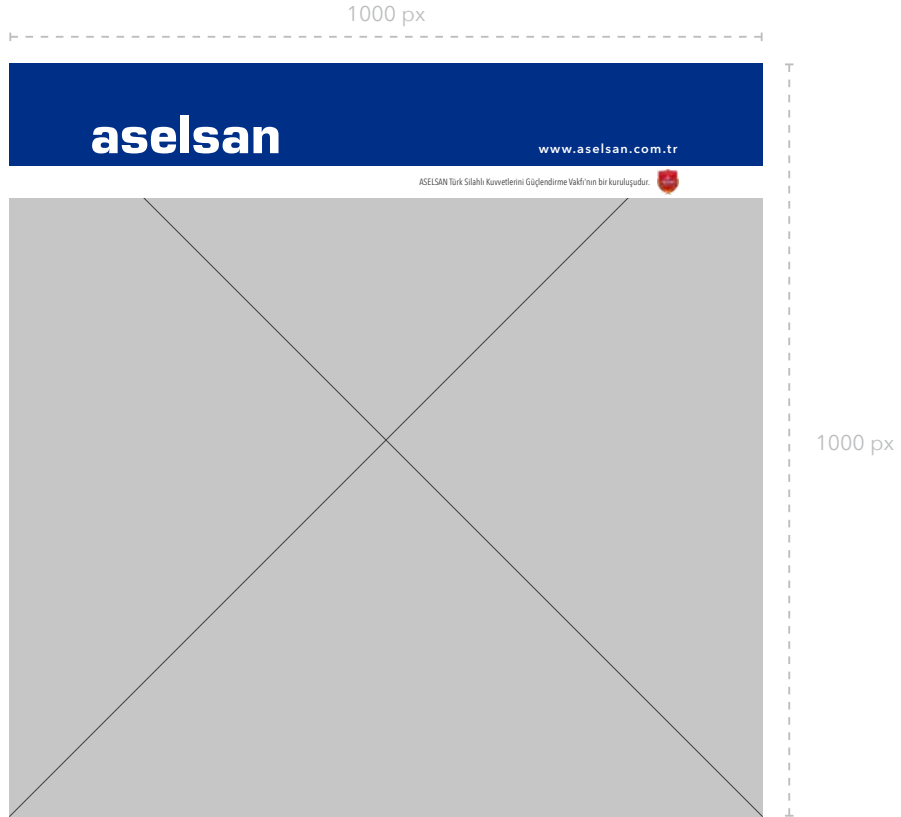 1000 px
aselsan
www.aselsan.com.tr
ASELSAN Türk Silahlı Kuvvetlerini Güçlendirme Vakfı'nın bir kuruluşudur.
1000 px